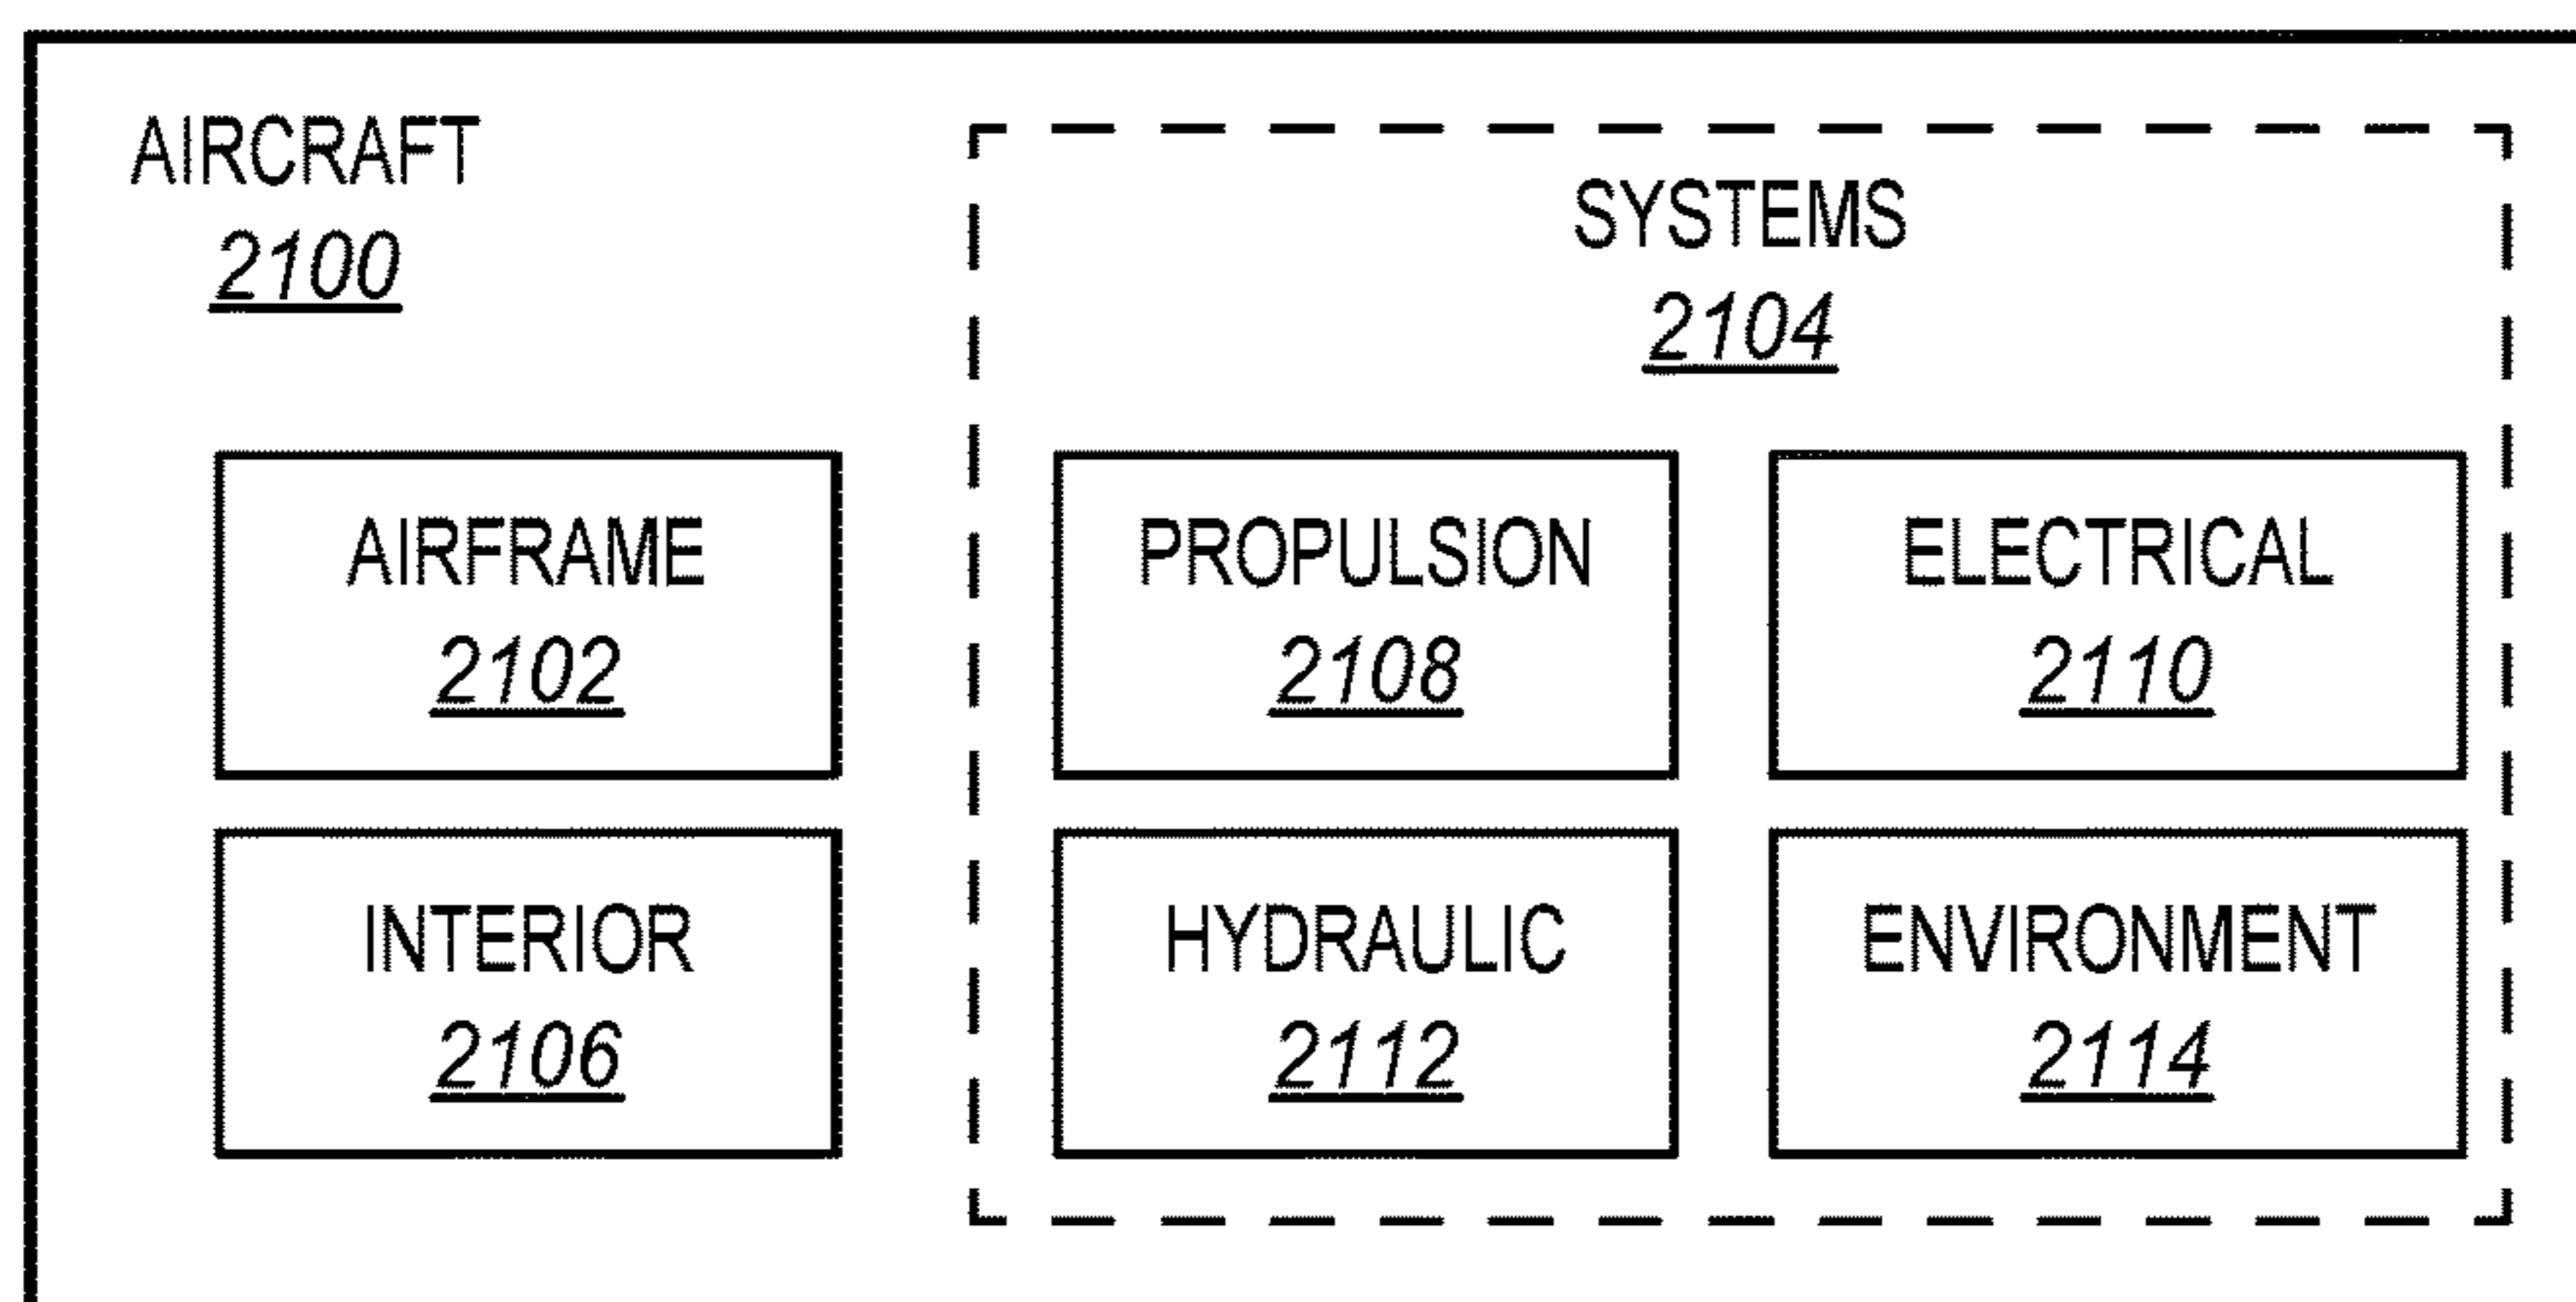 AIRCRAFT
2100
SYSTEMS
2104
AIRFRAME
2102
PROPULSION
2108
ELECTRICAL
2110
INTERIOR
2106
HYDRAULIC
2112
ENVIRONMENT
2114